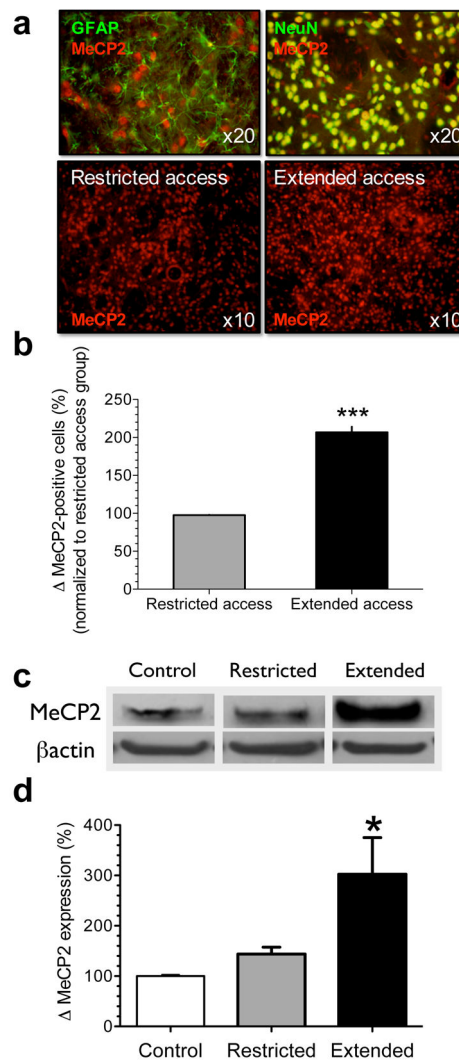 a
GFAP
MeCP2
x20
NeuN
MeCP2
x20
Restricted access
MeCP2
x10
Extended access
MeCP2
x10
b
Δ MeCP2-positive cells (%)
(normalized to restricted access group)
250
200
150
100
50
0
***
Restricted access
Extended access
c
Control
Restricted
Extended
MeCP2
βactin
d
Δ MeCP2 expression (%)
400
300
200
100
0
*
Control
Restricted
Extended